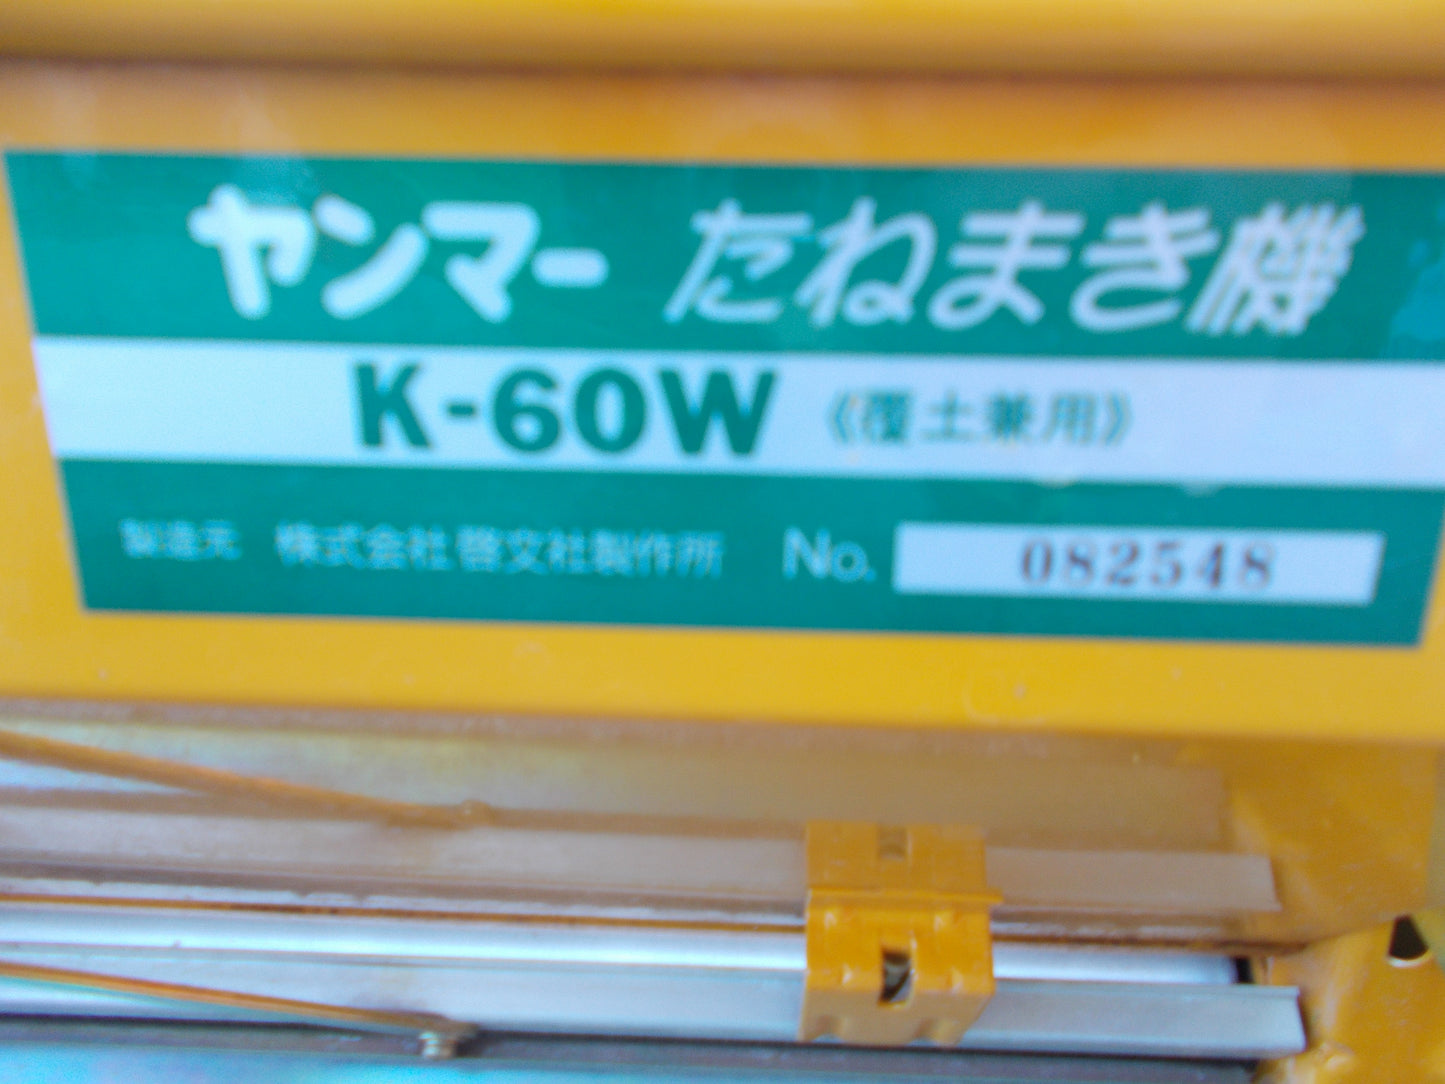 ヤンマー たねまき機
K-60W 《覆土兼用》
製造元 株式会社 啓文社製作所 No. 082548